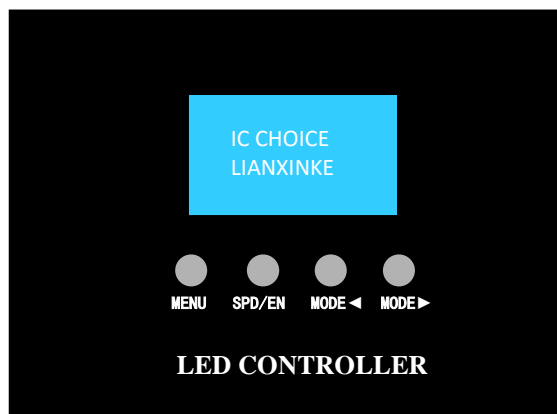 IC CHOICE
LIANXINKE
MENU SPD/EN MODE◄ MODE►
LED CONTROLLER